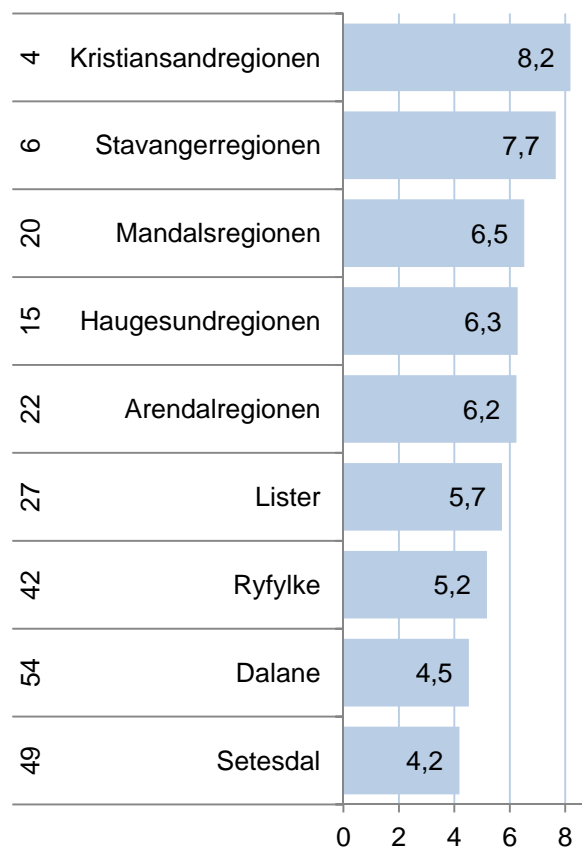 4 Kristiansandregionen 8,2
6 Stavangerregionen 7,7
20 Mandalsregionen 6,5
15 Haugesundregionen 6,3
22 Arendalregionen 6,2
27 Lister 5,7
42 Ryfylke 5,2
54 Dalane 4,5
49 Setesdal 4,2
0 2 4 6 8